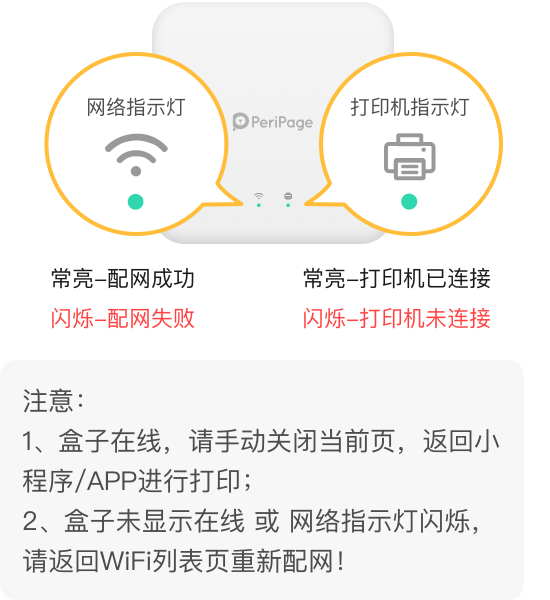 网络指示灯
打印机指示灯
PeriPage
常亮-配网成功
常亮-打印机已连接
闪烁-配网失败
闪烁-打印机未连接
注意：
1、盒子在线，请手动关闭当前页，返回小
程序/APP进行打印；
2、盒子未显示在线 或 网络指示灯闪烁，
请返回WiFi列表页重新配网！